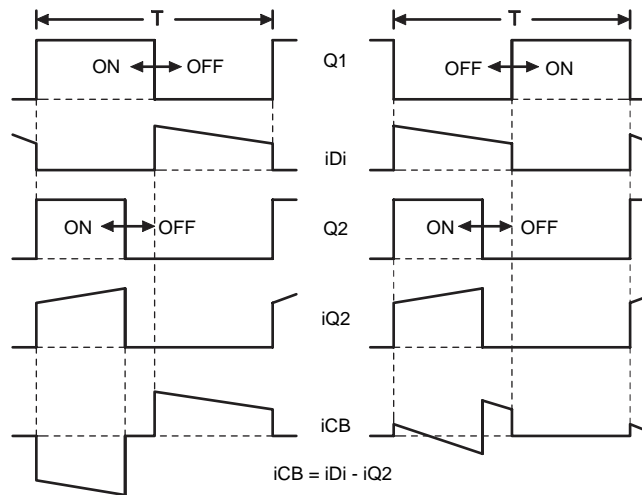 T T
ON OFF Q1 OFF ON
iDi
ON OFF Q2 ON OFF
iQ2
iCB
iCB = iDi - iQ2